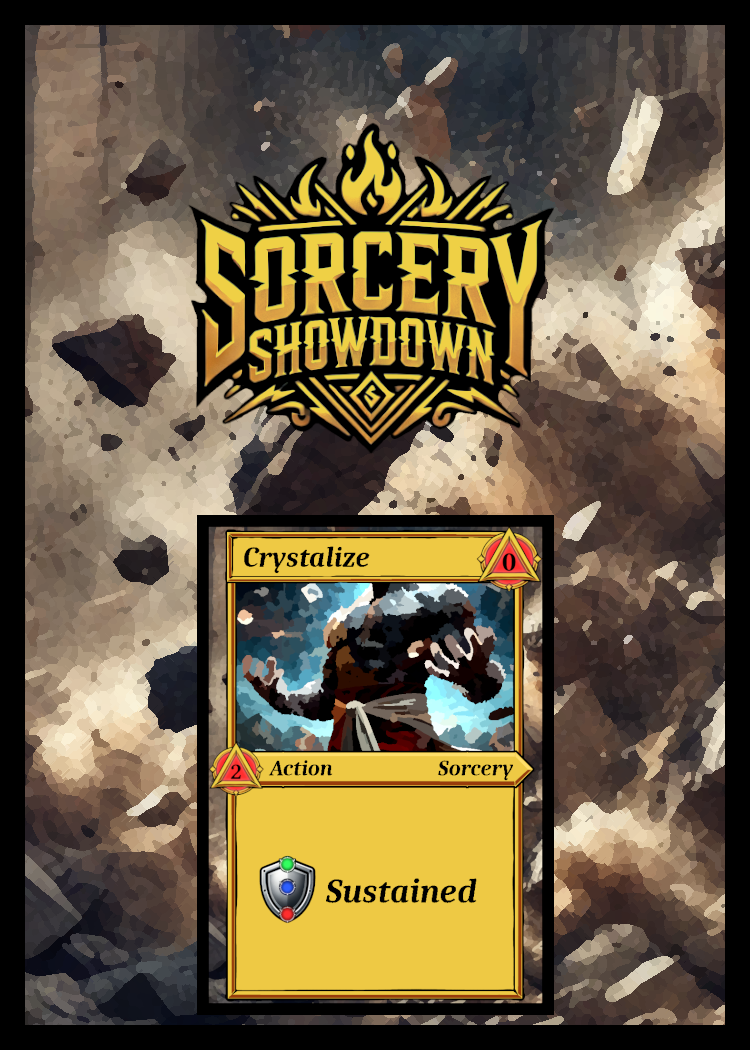 SORCERY
SHOWDOWN
S
Crystalize
0
2
Action
Sorcery
Sustained